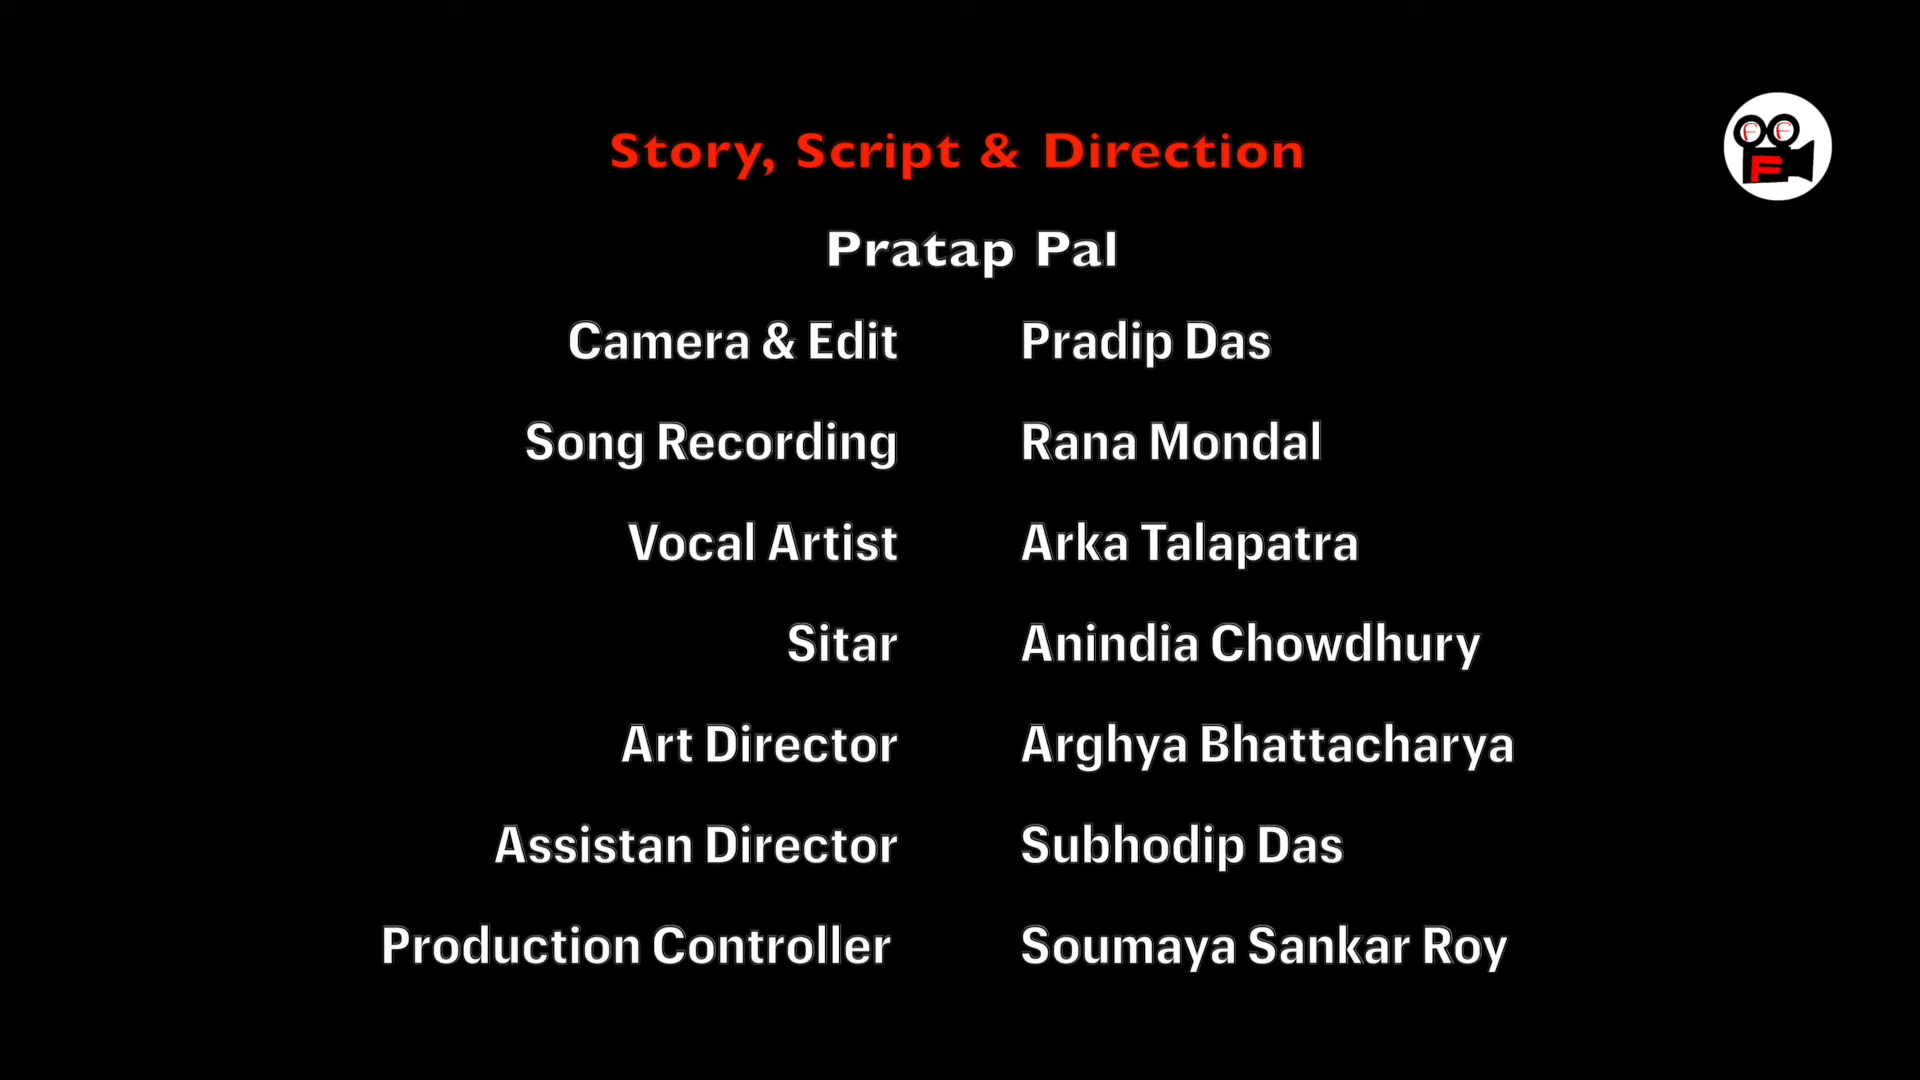 Story, Script & Direction
Pratap Pal
Camera & Edit Pradip Das
Song Recording Rana Mondal
Vocal Artist Arka Talapatra
Sitar Anindia Chowdhury
Art Director Arghya Bhattacharya
Assistan Director Subhodip Das
Production Controller Soumaya Sankar Roy
F F
F